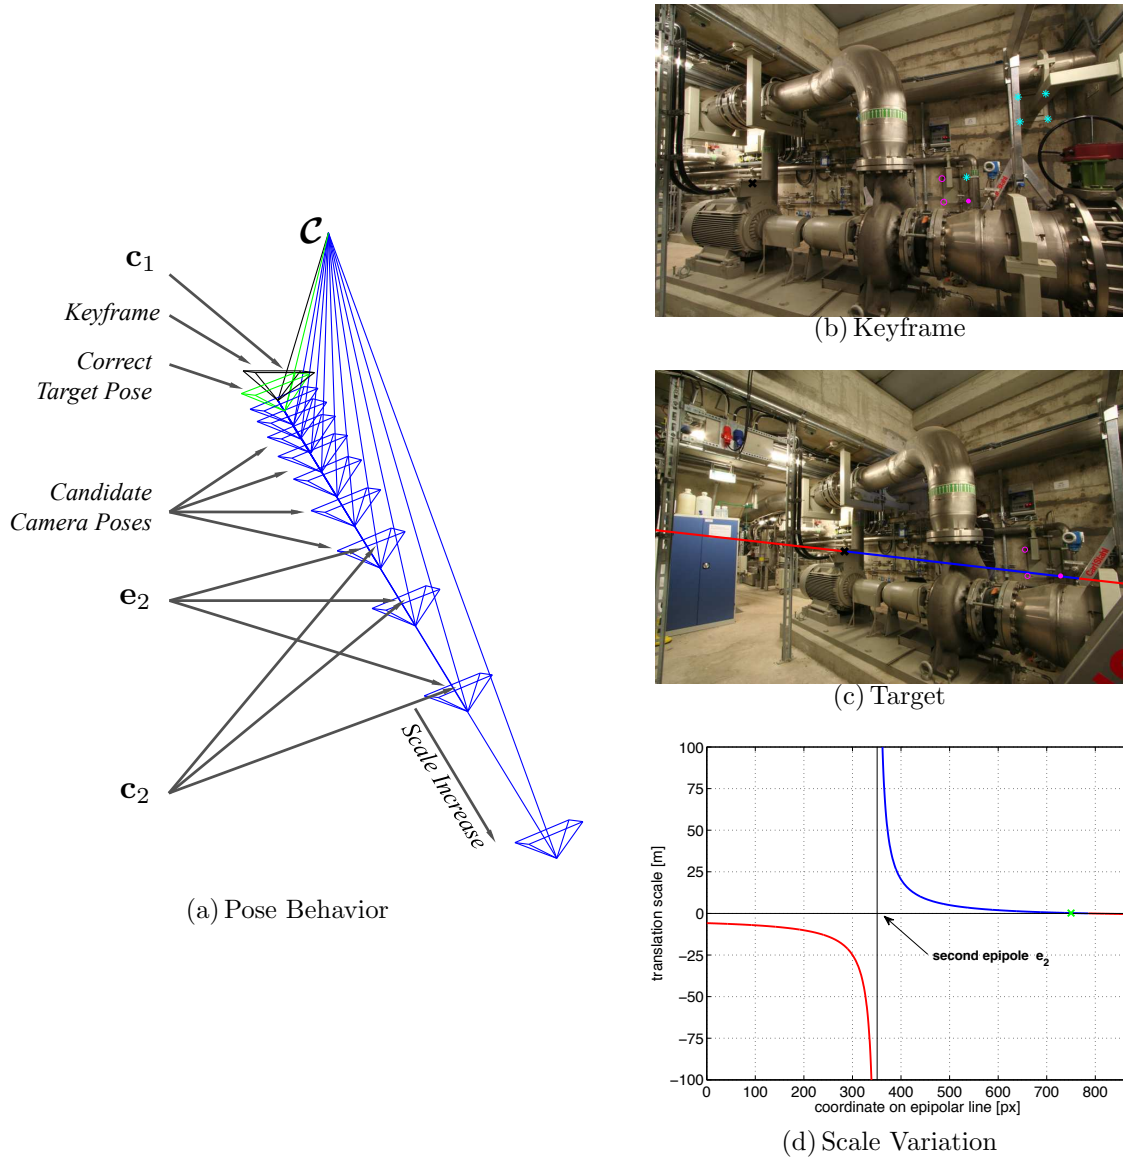 𝓒
c1
Keyframe
Correct
Target Pose
Candidate
Camera Poses
e2
c2
Scale Increase
(a) Pose Behavior
(b) Keyframe
(c) Target
100
75
50
25
0
−25
−50
−75
−100
translation scale [m]
second epipole e2
0 100 200 300 400 500 600 700 800
coordinate on epipolar line [px]
(d) Scale Variation